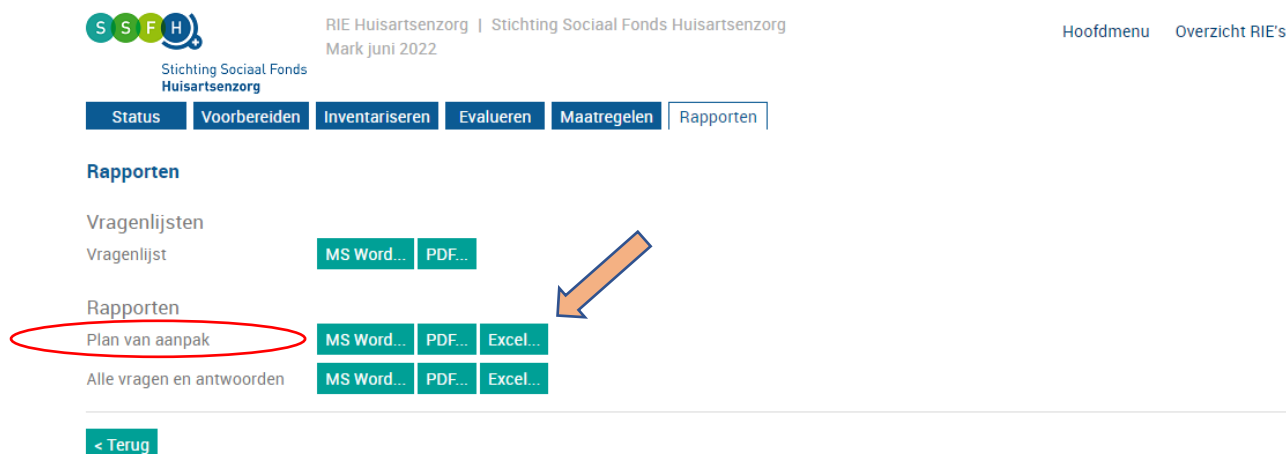 SSFH
Stichting Sociaal Fonds
Huisartsenzorg
RIE Huisartsenzorg | Stichting Sociaal Fonds Huisartsenzorg
Mark juni 2022
Hoofdmenu Overzicht RIE's
Status Voorbereiden Inventariseren Evalueren Maatregelen Rapporten
Rapporten
Vragenlijsten
Vragenlijst MS Word... PDF...
Rapporten
Plan van aanpak MS Word... PDF... Excel...
Alle vragen en antwoorden MS Word... PDF... Excel...
< Terug